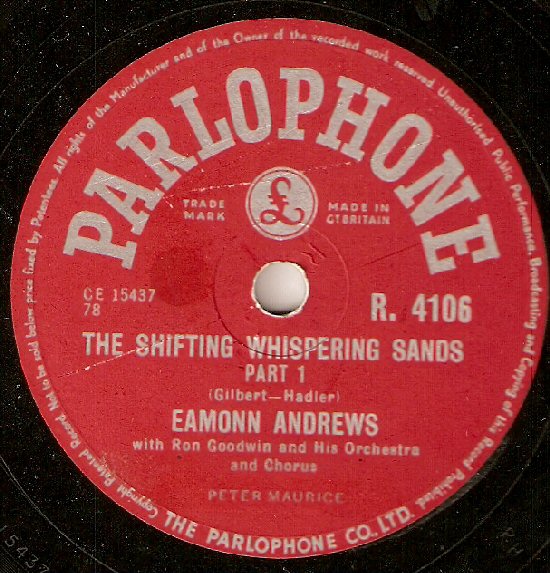 Copyright Patented Record Not to be sold below price fixed by Patentees. All rights of the Manufacturer and of the Owner of the recorded work reserved. Unauthorised Public Performance, Broadcasting and Copying of this Record Prohibited.
PARLOPHONE
TRADE MARK
£
MADE IN GT BRITAIN
CE 15437
78
R. 4106
THE SHIFTING WHISPERING SANDS
PART 1
(Gilbert—Hadler)
EAMONN ANDREWS
with Ron Goodwin and His Orchestra
and Chorus
PETER MAURICE
THE PARLOPHONE CO. LTD.
15437